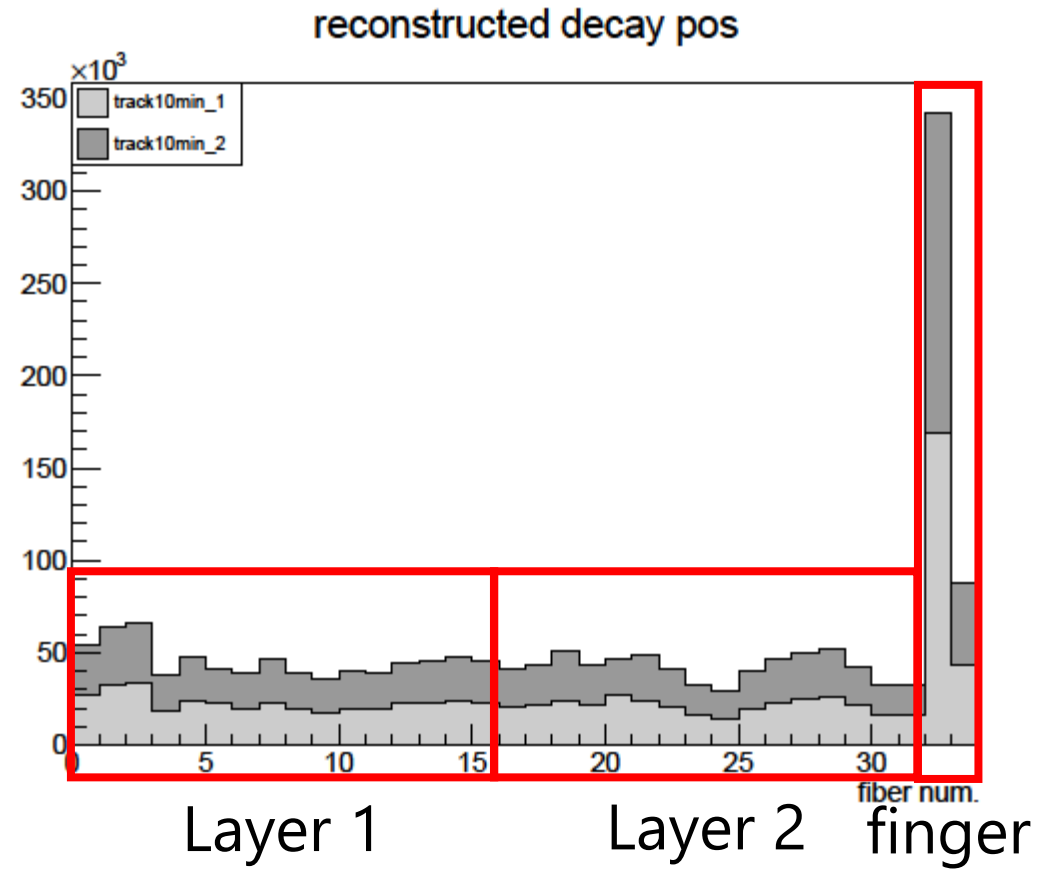 reconstructed decay pos
×10³
track10min_1
track10min_2
350
300
250
200
150
100
50
0
0 5 10 15 20 25 30
fiber num.
Layer 1 Layer 2 finger